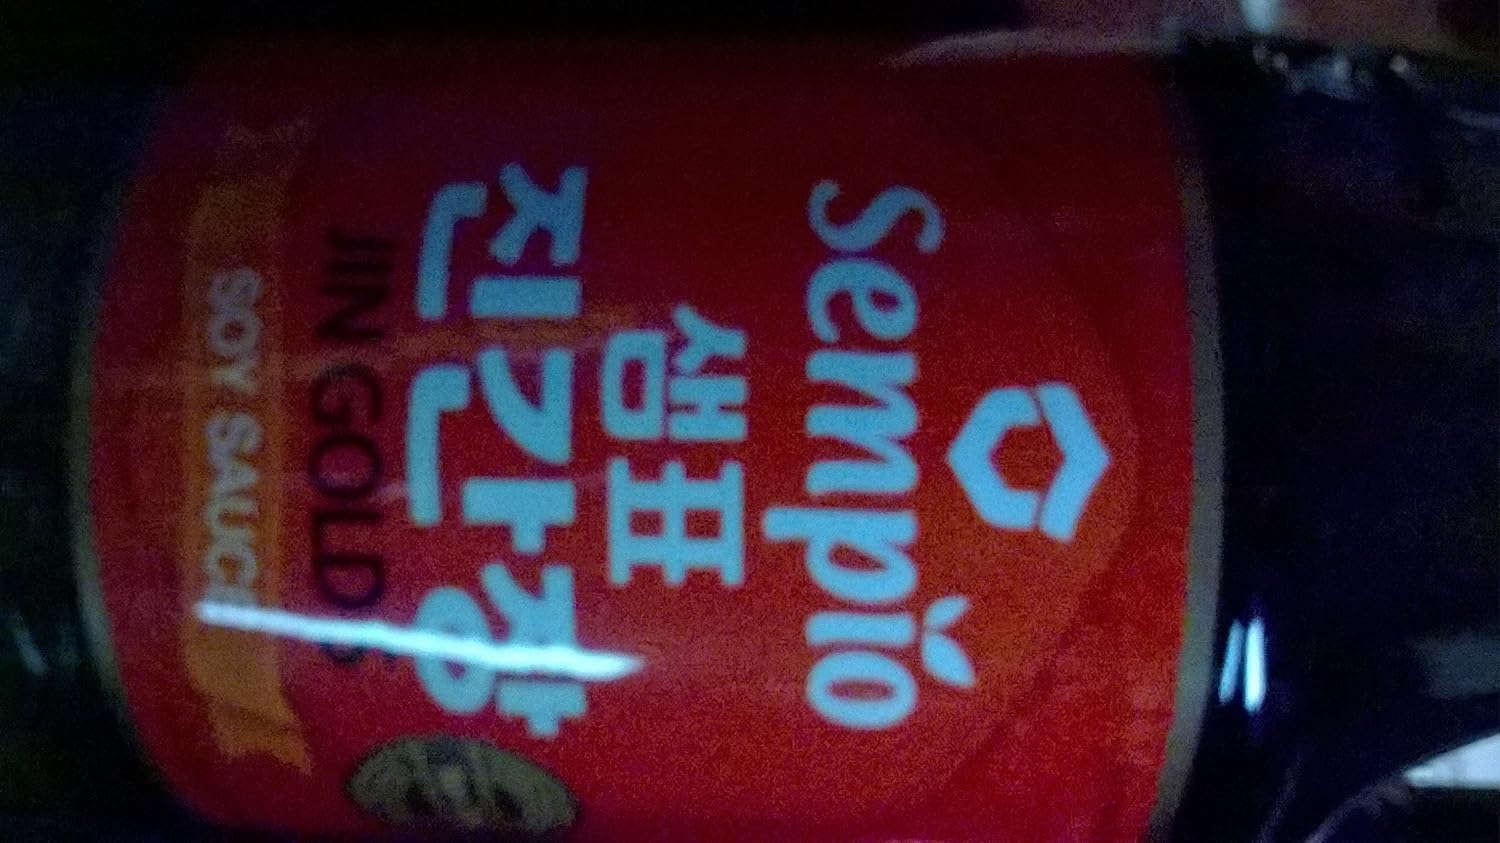 Sempio
샘표
진간장
JIN GOLD S
SOY SAUCE